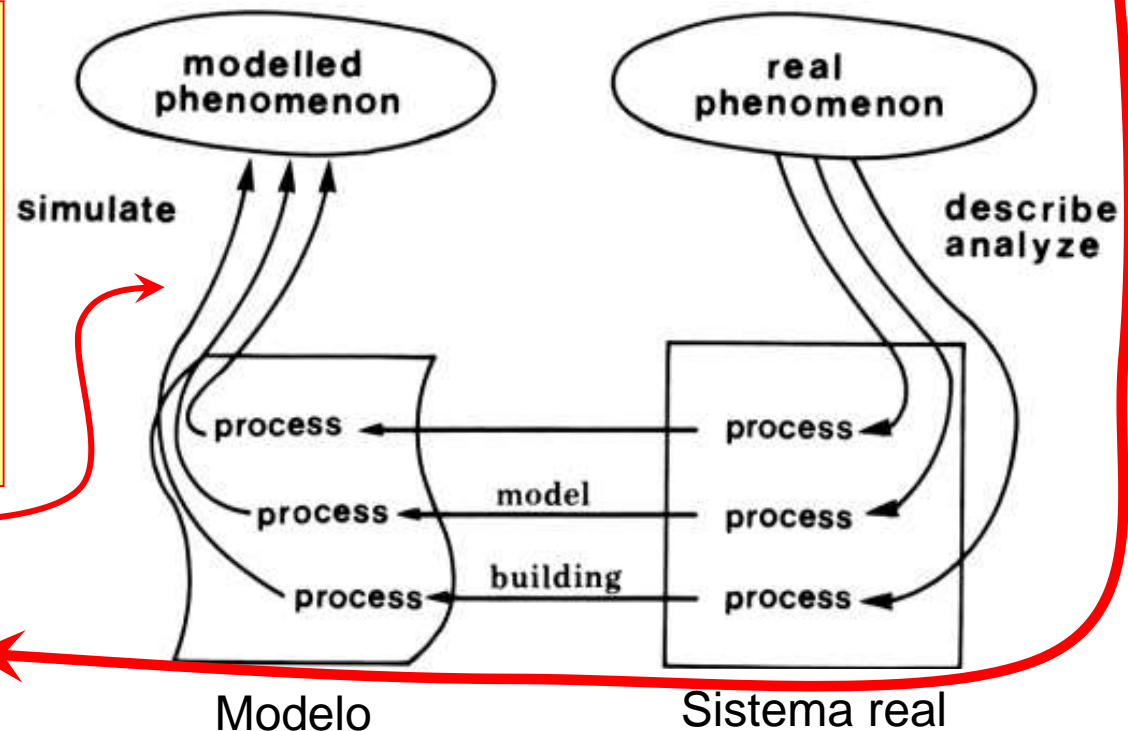 modelled
phenomenon
real
phenomenon
simulate
describe
analyze
process
process
process
model
process
building
process
process
Modelo
Sistema real